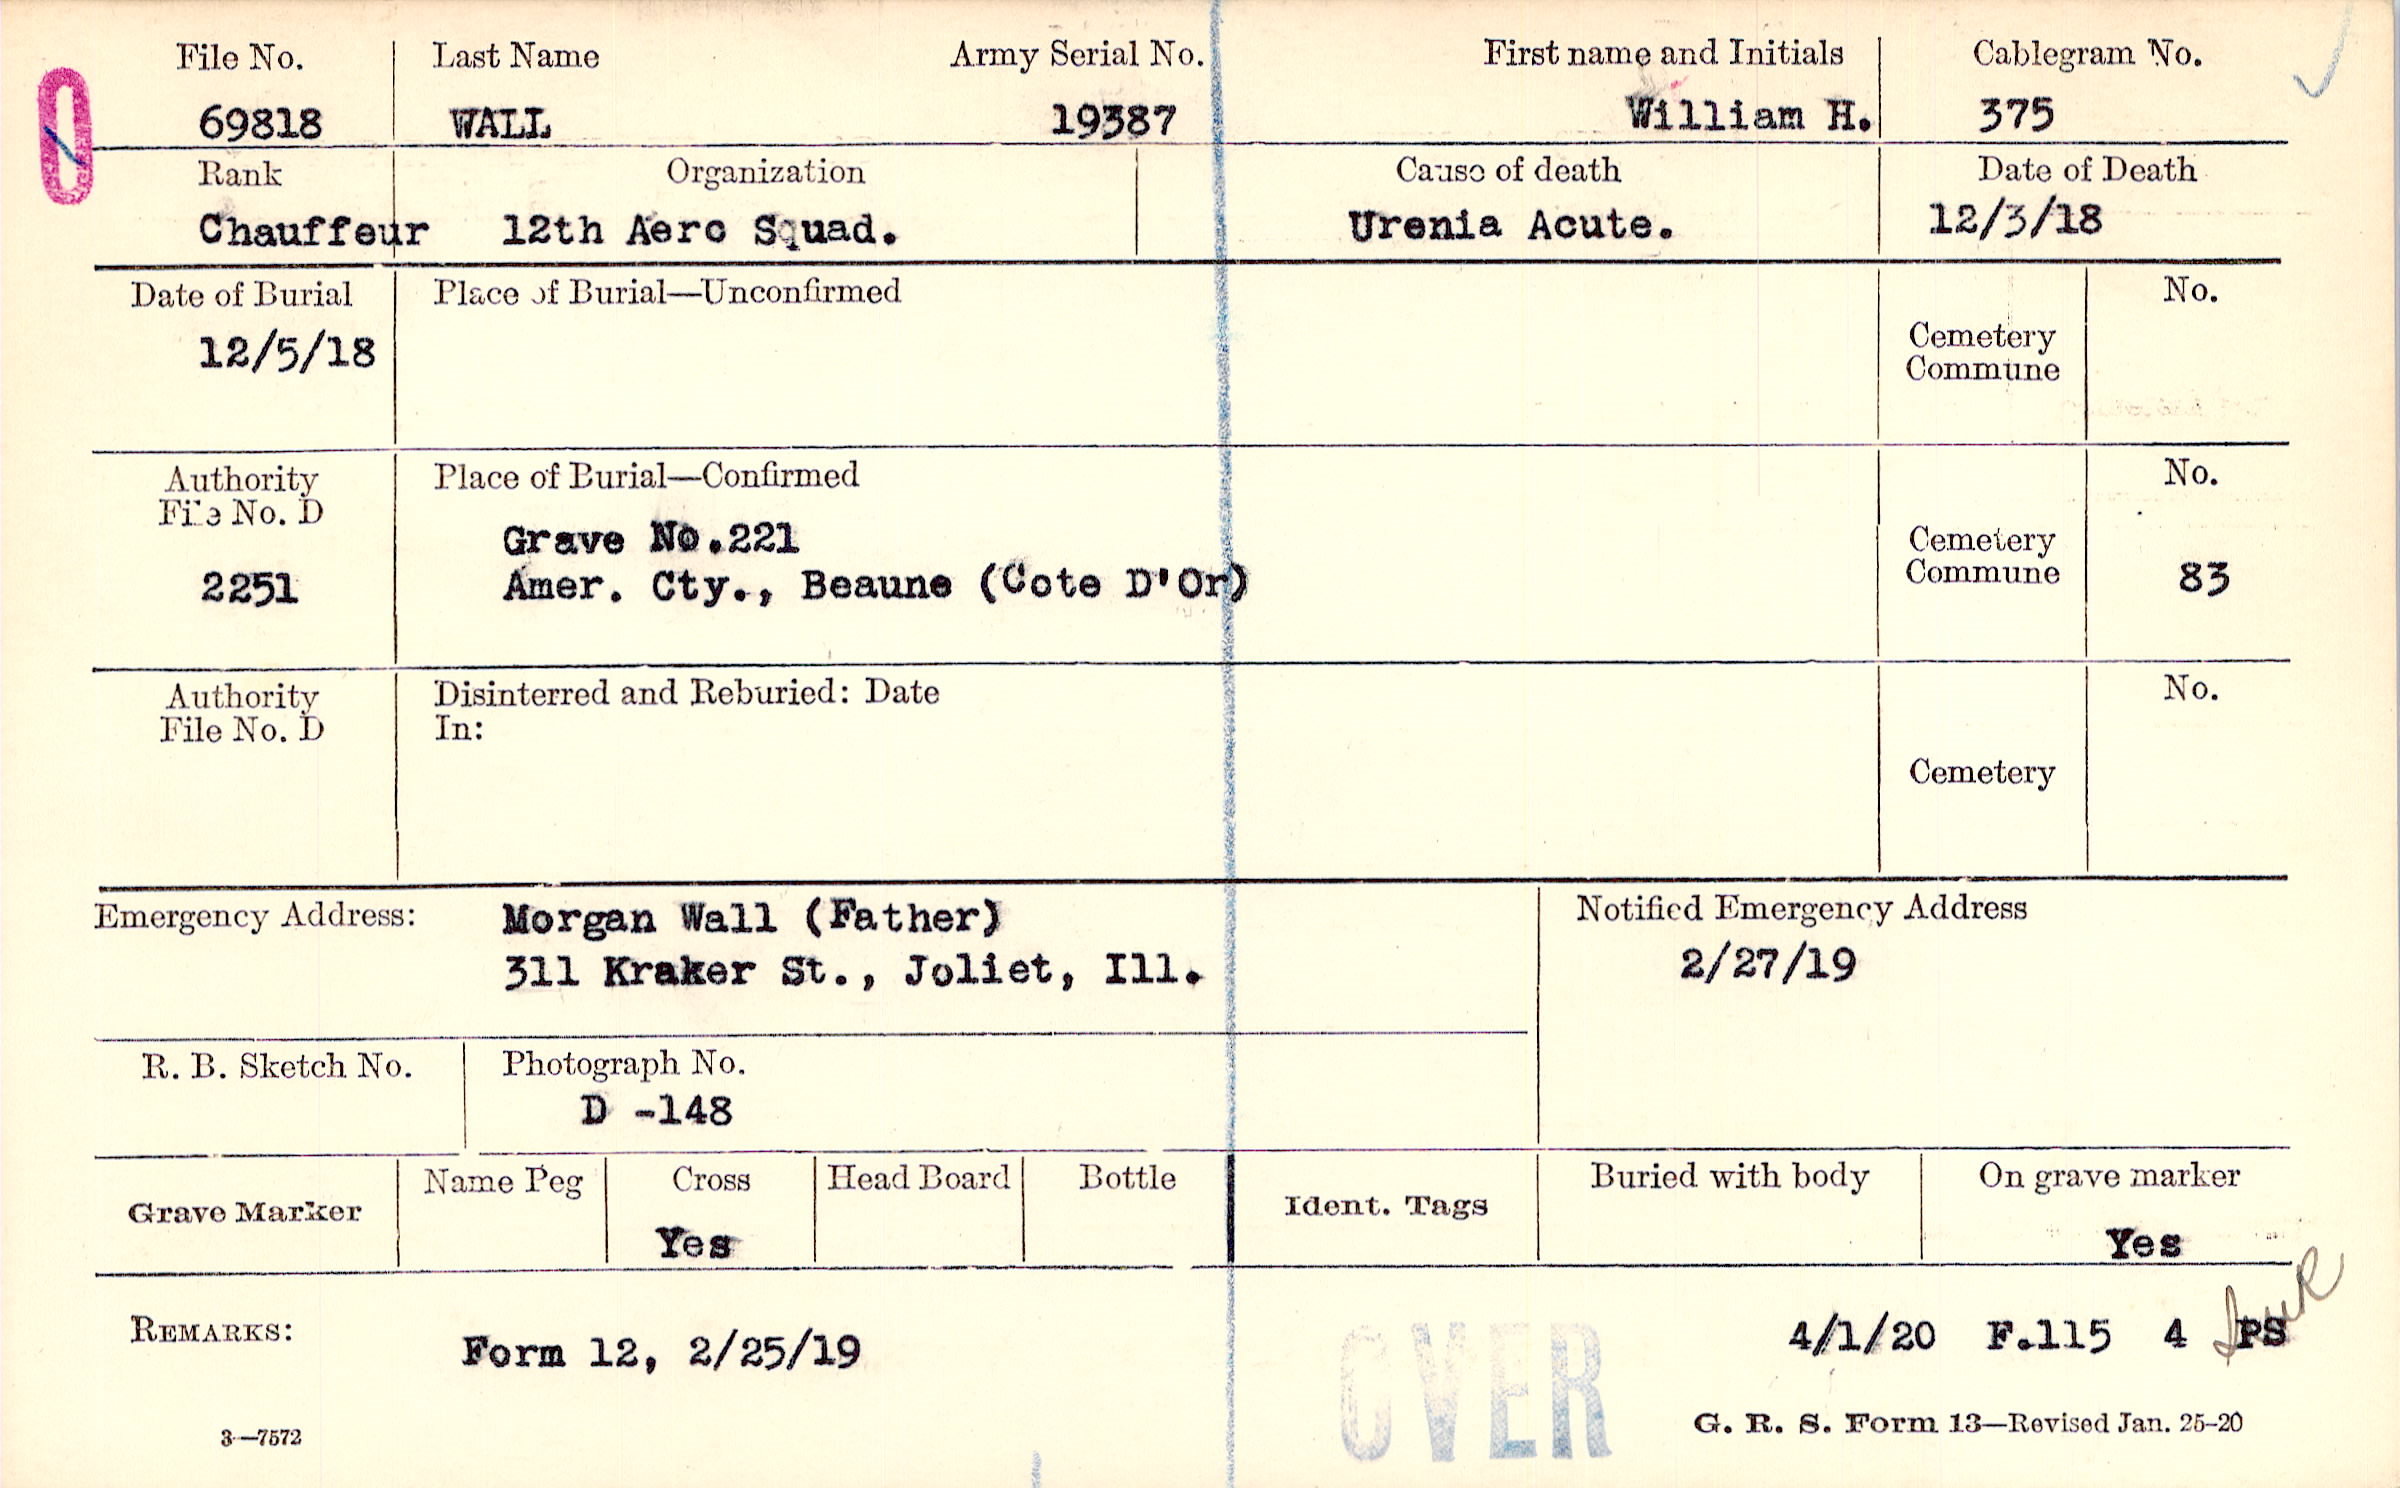 File No. Last Name Army Serial No. First name and Initials Cablegram No.
69818 WALL 19387 William H. 375
Rank Organization Cause of death Date of Death
Chauffeur 12th Aero Squad. Urenia Acute. 12/3/18
Date of Burial Place of Burial—Unconfirmed No.
12/5/18
Cemetery
Commune
Authority Place of Burial—Confirmed No.
File No. D
Grave No.221
2251 Amer. Cty., Beaune (Cote D'Or)
Cemetery
Commune 83
Authority Disinterred and Reburied: Date No.
File No. D In:
Cemetery
Emergency Address: Morgan Wall (Father) Notified Emergency Address
311 Kraker St., Joliet, Ill. 2/27/19
R. B. Sketch No. Photograph No.
D -148
Grave Marker Name Peg Cross Head Board Bottle Ident. Tags Buried with body On grave marker
Yes Yes
REMARKS: Form 12, 2/25/19 4/1/20 F.115 4 PS
OVER
3—7572 G. R. S. Form 13—Revised Jan. 25-20